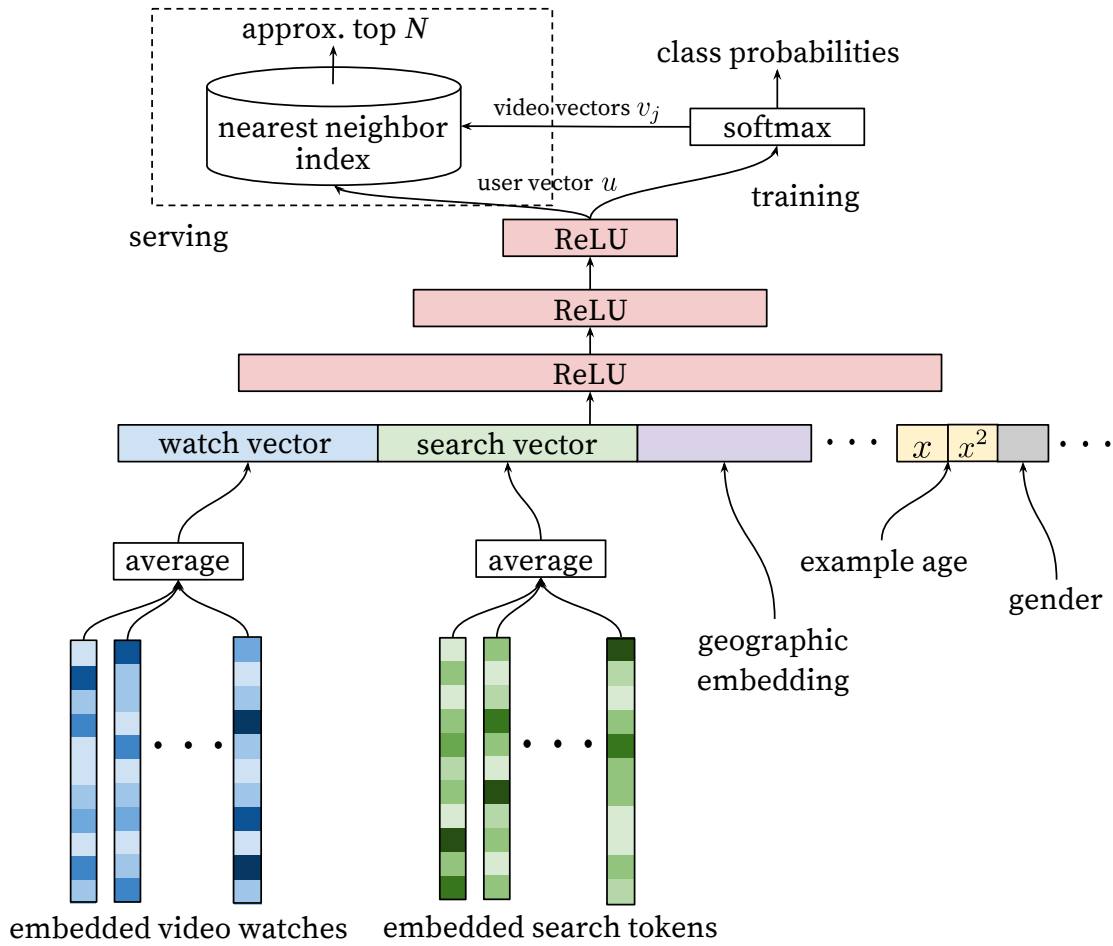 approx. top N
class probabilities
video vectors v_j
softmax
nearest neighbor
index
user vector u
training
serving
ReLU
ReLU
ReLU
watch vector
search vector
. . .
x
x²
. . .
average
average
example age
gender
geographic
embedding
. . .
. . .
embedded video watches
embedded search tokens